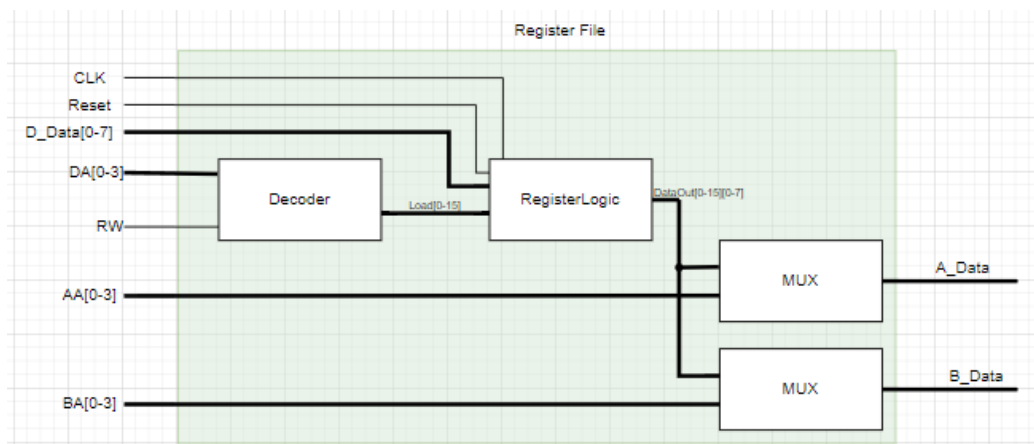 Register File
CLK
Reset
D_Data[0-7]
DA[0-3]
Decoder
Load[0-15]
RegisterLogic
DataOut[0-15][0-7]
RW
MUX
A_Data
AA[0-3]
MUX
B_Data
BA[0-3]